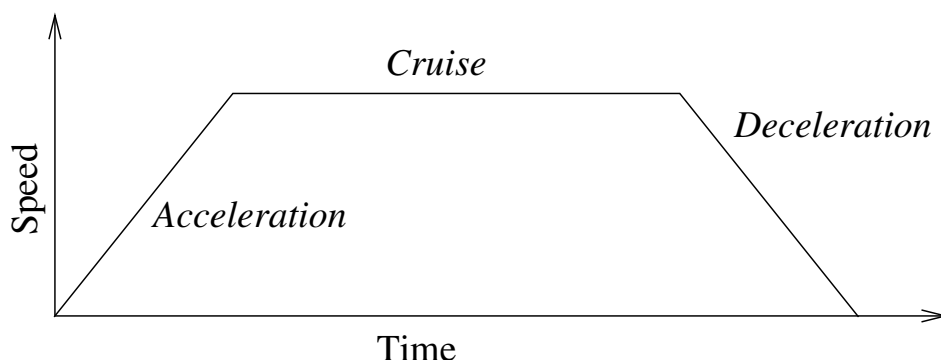 Cruise
Deceleration
Speed
Acceleration
Time